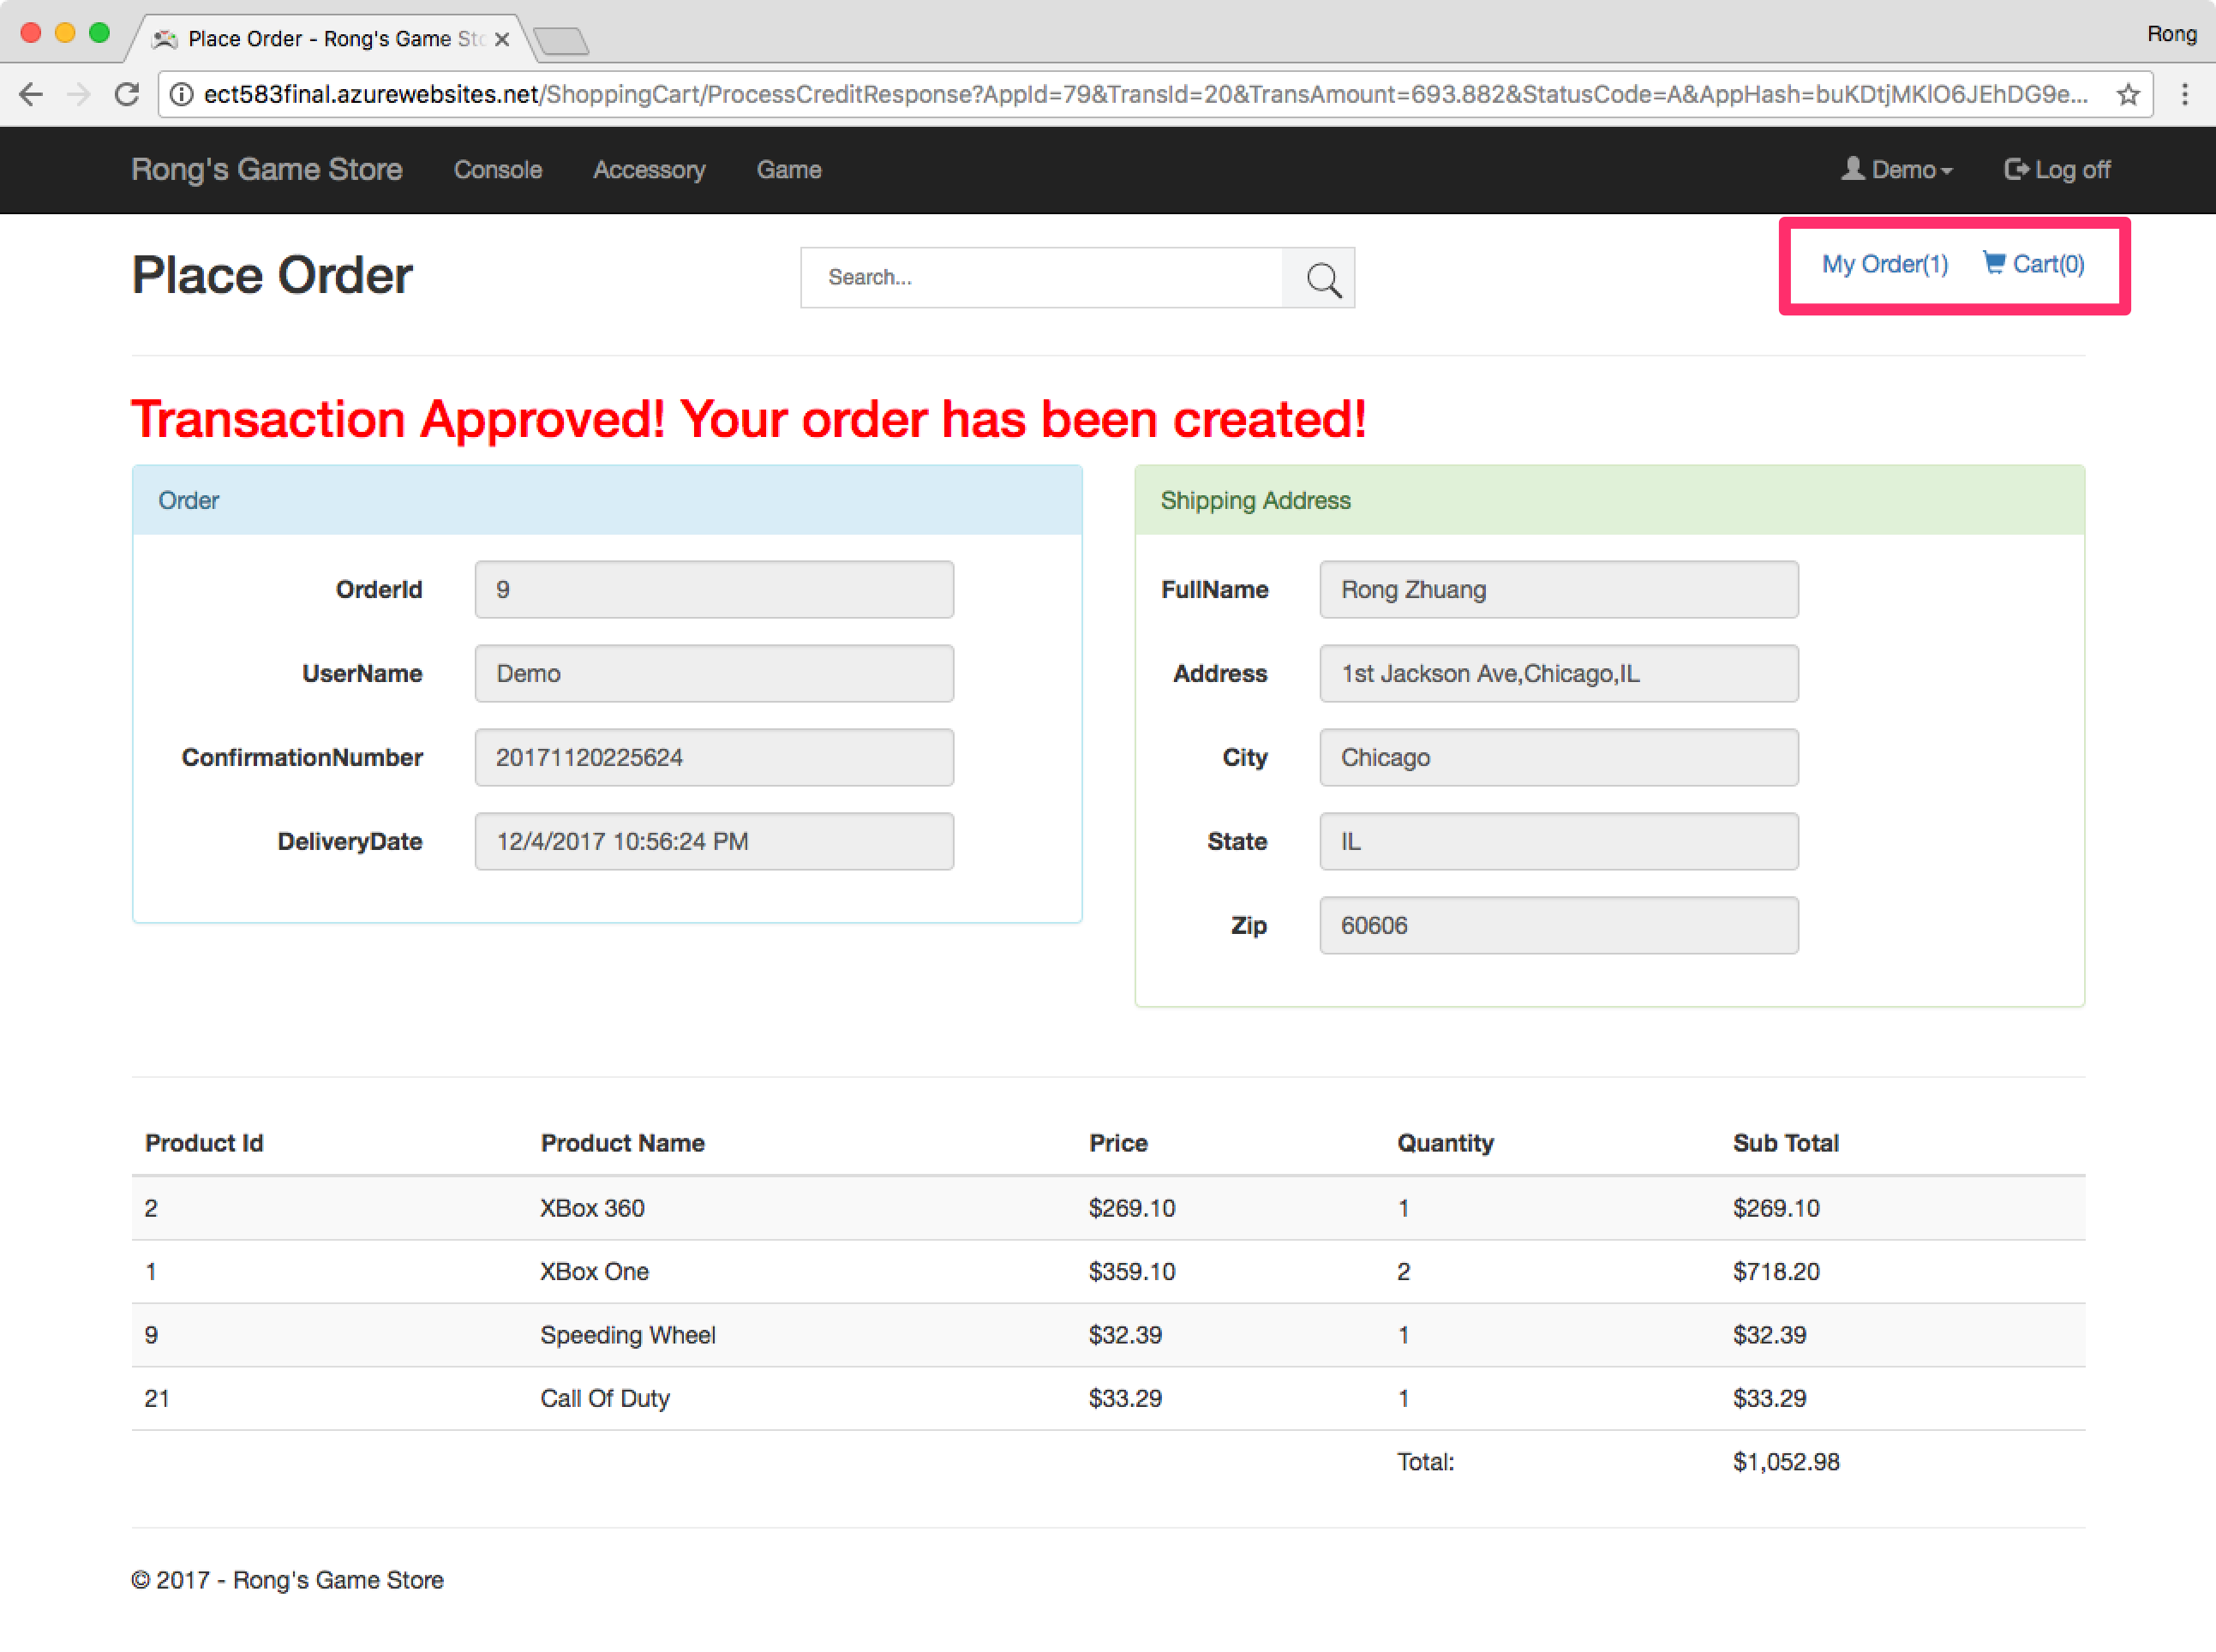 Place Order - Rong's Game Sto
Rong
ect583final.azurewebsites.net/ShoppingCart/ProcessCreditResponse?AppId=79&TransId=20&TransAmount=693.882&StatusCode=A&AppHash=buKDtjMKlO6JEhDG9e...
Rong's Game Store Console Accessory Game Demo Log off
Place Order Search... My Order(1) Cart(0)
Transaction Approved! Your order has been created!
Order
OrderId 9
UserName Demo
ConfirmationNumber 20171120225624
DeliveryDate 12/4/2017 10:56:24 PM
Shipping Address
FullName Rong Zhuang
Address 1st Jackson Ave,Chicago,IL
City Chicago
State IL
Zip 60606
Product Id Product Name Price Quantity Sub Total
2 XBox 360 $269.10 1 $269.10
1 XBox One $359.10 2 $718.20
9 Speeding Wheel $32.39 1 $32.39
21 Call Of Duty $33.29 1 $33.29
Total: $1,052.98
© 2017 - Rong's Game Store